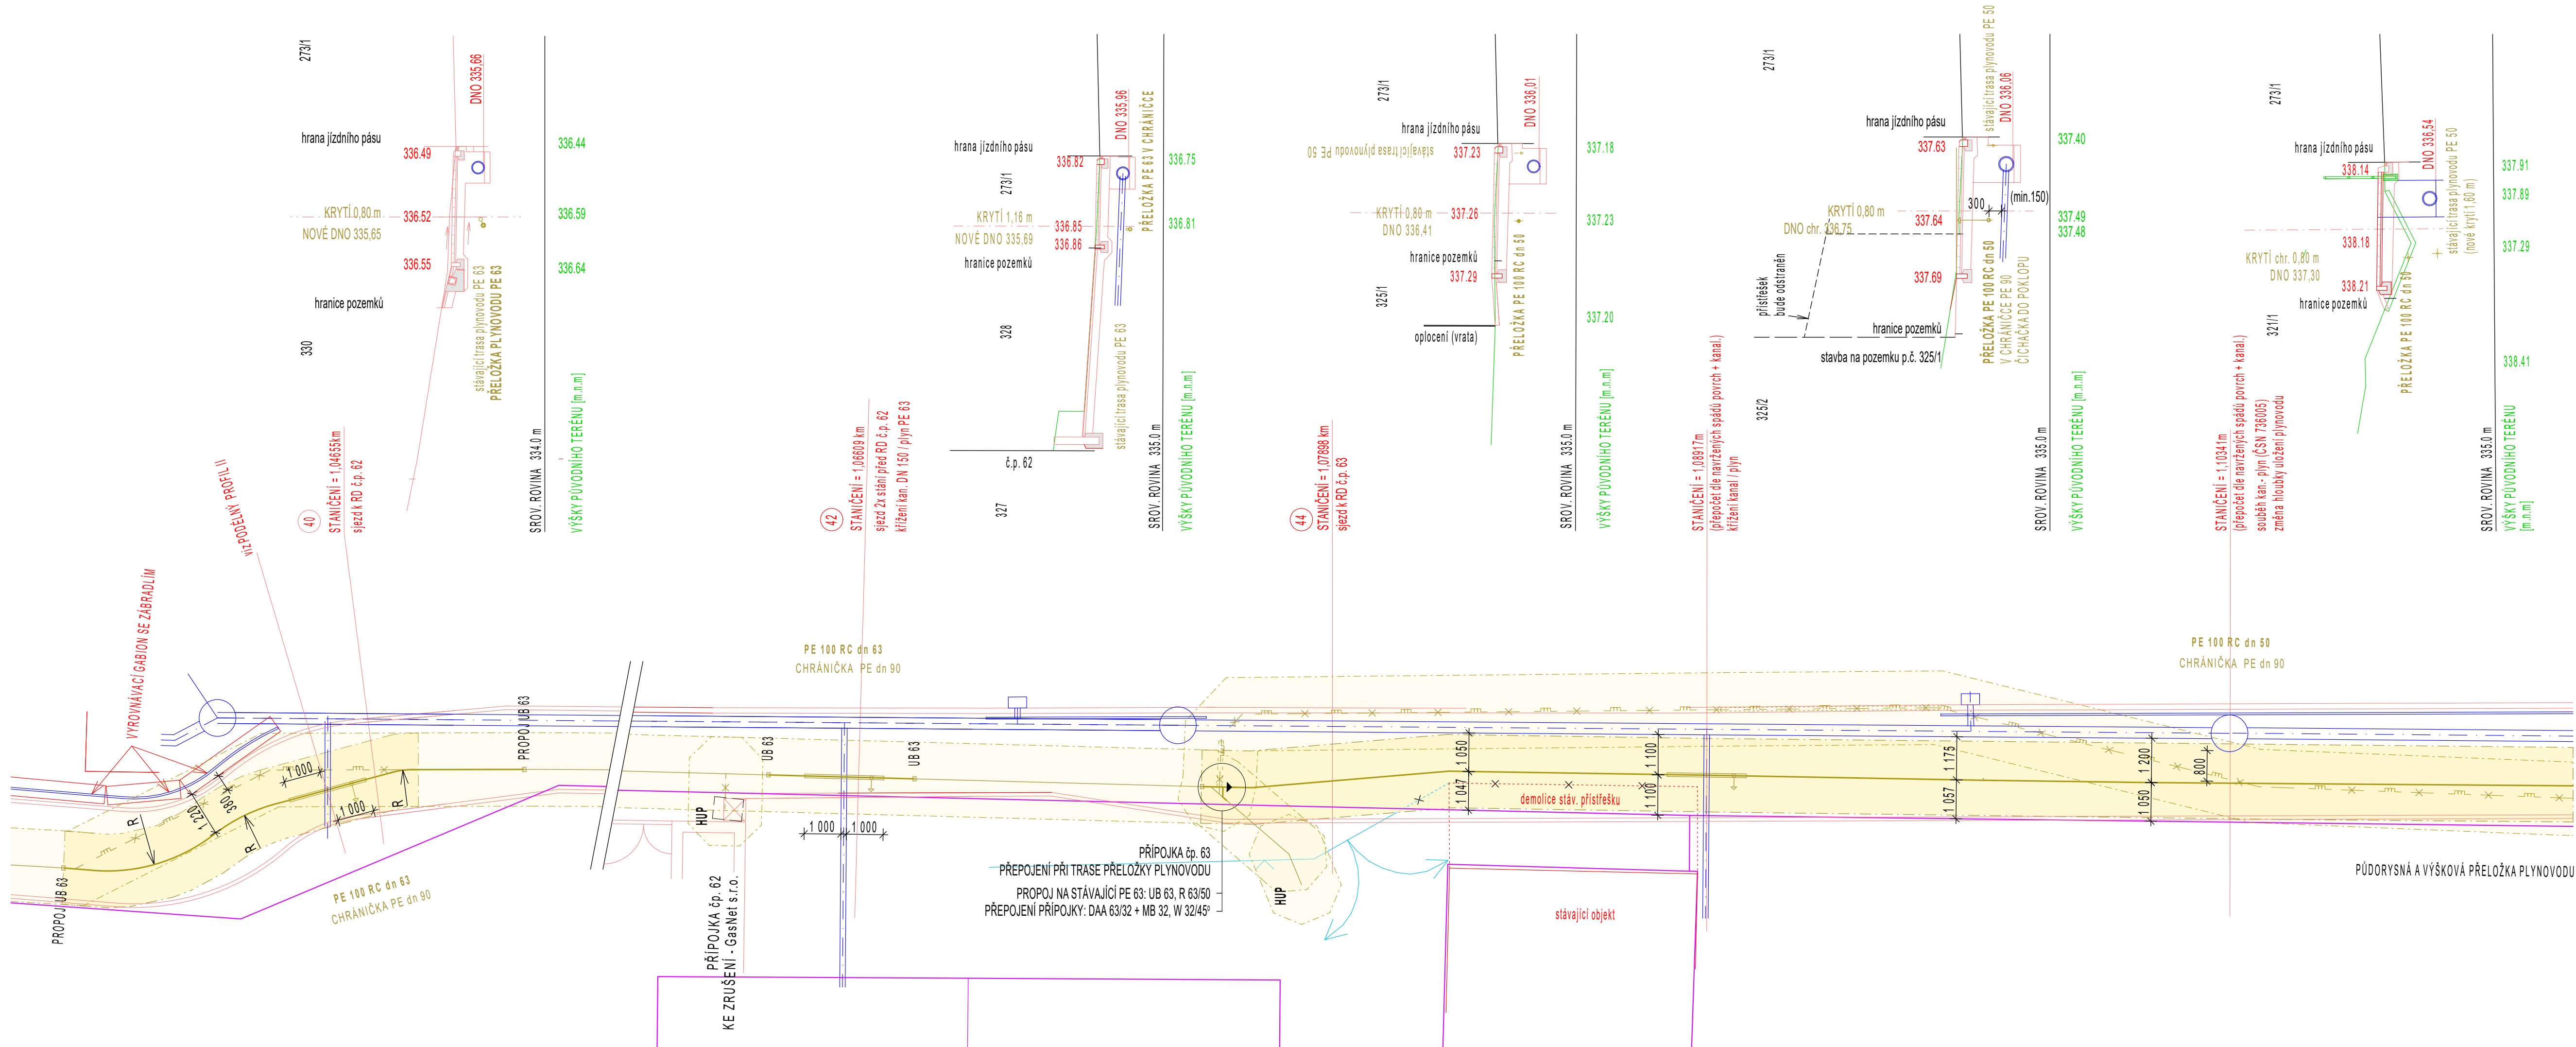 273/1
DNO 335,66
hrana jízdního pásu
336.49
336.44
KRYTÍ 0,80 m
NOVÉ DNO 335,65
336.52
336.59
336.55
336.64
hranice pozemků
330
stávající trasa plynovodu PE 63
PŘELOŽKA PLYNOVODU PE 63
SROV. ROVINA 334.0 m
VÝŠKY PŮVODNÍHO TERÉNU [m.n.m]
40
STANIČENÍ = 1,04655km
sjezd k RD č.p. 62
viz PODÉLNÝ PROFIL II
VYROVNÁVACÍ GABION SE ZÁBRADLÍM
DNO 335,96
PŘELOŽKA PE 63 V CHRÁNIČCE
hrana jízdního pásu
336.82
336.75
273/1
KRYTÍ 1,16 m
NOVÉ DNO 335,69
336.85
336.86
336.81
hranice pozemků
328
stávající trasa plynovodu PE 63
č.p. 62
327
SROV. ROVINA 335.0 m
VÝŠKY PŮVODNÍHO TERÉNU [m.n.m]
42
STANIČENÍ = 1,06609 km
sjezd 2x stání před RD č.p. 62
křížení kan. DN 150 / plyn PE 63
273/1
DNO 336,01
hrana jízdního pásu
stávající trasa plynovodu PE 50
337.23
337.18
KRYTÍ 0,80 m
DNO 336,41
337.26
337.23
hranice pozemků
337.29
325/1
337.20
oplocení (vrata)
PŘELOŽKA PE 100 RC dn 50
SROV. ROVINA 335.0 m
VÝŠKY PŮVODNÍHO TERÉNU [m.n.m]
44
STANIČENÍ = 1,07898 km
sjezd k RD č.p. 63
273/1
stávající trasa plynovodu PE 50
DNO 336,06
hrana jízdního pásu
337.63
337.40
300
(min.150)
KRYTÍ 0,80 m
DNO chr. 336.75
337.64
337.49
337.48
337.69
přístřešek
bude odstraněn
hranice pozemků
stavba na pozemku p.č. 325/1
325/2
PŘELOŽKA PE 100 RC dn 50
V CHRÁNIČCE PE 90
ČICHAČKA DO POKLOPU
SROV. ROVINA 335.0 m
VÝŠKY PŮVODNÍHO TERÉNU [m.n.m]
STANIČENÍ = 1,08917m
(přepočet dle navržených spádů povrch + kanal.)
křížení kanal / plyn
273/1
DNO 336,54
stávající trasa plynovodu PE 50
(nové krytí 1,60 m)
hrana jízdního pásu
338.14
337.91
337.89
338.18
337.29
KRYTÍ chr. 0,80 m
DNO 337,30
338.21
hranice pozemků
321/1
PŘELOŽKA PE 100 RC dn 50
338.41
SROV. ROVINA 335.0 m
VÝŠKY PŮVODNÍHO TERÉNU
[m.n.m]
STANIČENÍ = 1,10341m
(přepočet dle navržených spádů povrch + kanal.)
souběh kan.- plyn (ČSN 736005)
změna hloubky uložení plynovodu
PE 100 RC dn 63
CHRÁNIČKA PE dn 90
PE 100 RC dn 50
CHRÁNIČKA PE dn 90
PROPOJ UB 63
UB 63
UB 63
1 000
1 220
380
1 000
R
R
R
HUP
1 000
1 000
1 050
1 047
1 100
1 100
1 175
1 057
1 200
1 050
800
demolice stáv. přístřešku
PROPOJ UB 63
PE 100 RC dn 63
CHRÁNIČKA PE dn 90
PŘÍPOJKA čp. 62
KE ZRUŠENÍ - GasNet s.r.o.
PŘÍPOJKA čp. 63
PŘEPOJENÍ PŘI TRASE PŘELOŽKY PLYNOVODU
PROPOJ NA STÁVAJÍCÍ PE 63: UB 63, R 63/50
PŘEPOJENÍ PŘÍPOJKY: DAA 63/32 + MB 32, W 32/45º
HUP
stávající objekt
PŮDORYSNÁ A VÝŠKOVÁ PŘELOŽKA PLYNOVODU